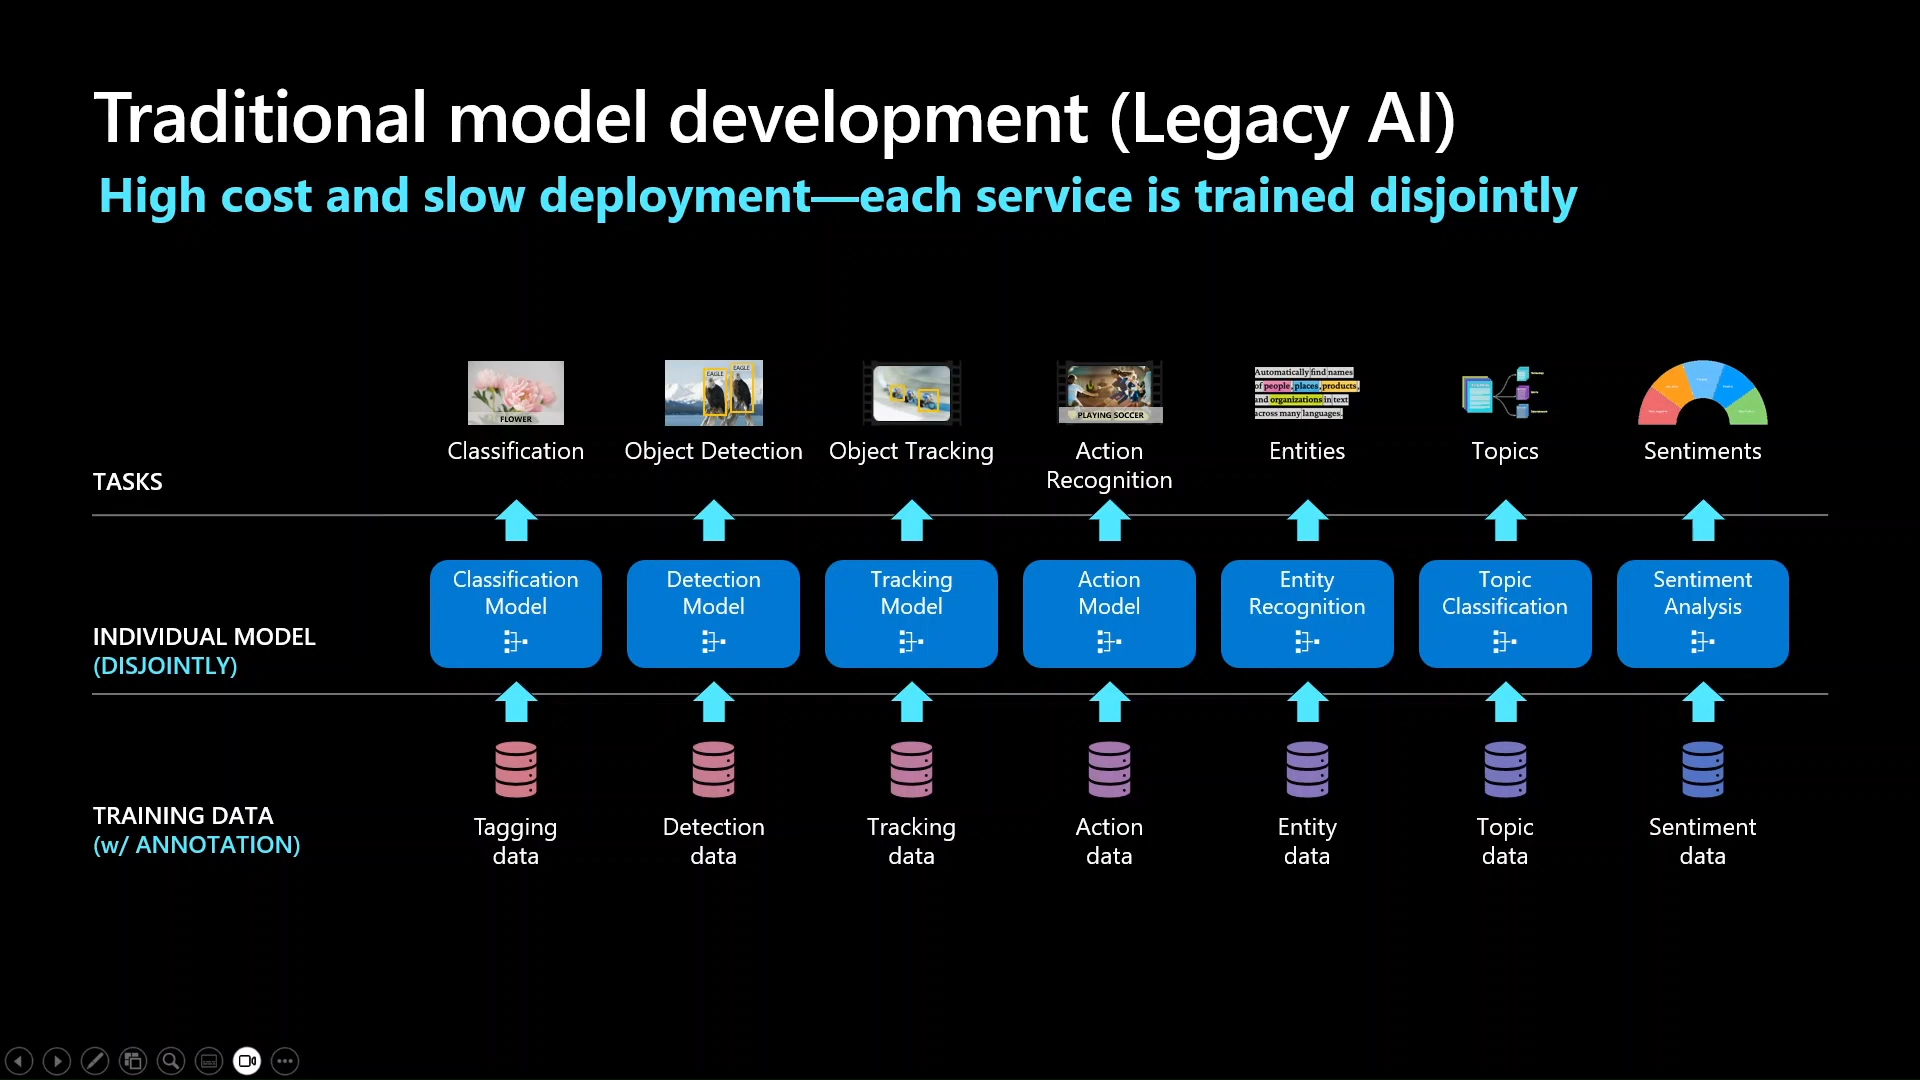 Traditional model development (Legacy AI)
High cost and slow deployment—each service is trained disjointly
FLOWER
EAGLE
EAGLE
PLAYING SOCCER
Automatically find names
of people, places, products,
and organizations in text
across many languages.
Classification
Object Detection
Object Tracking
Action
Recognition
Entities
Topics
Sentiments
TASKS
Classification
Model
Detection
Model
Tracking
Model
Action
Model
Entity
Recognition
Topic
Classification
Sentiment
Analysis
INDIVIDUAL MODEL
(DISJOINTLY)
TRAINING DATA
(w/ ANNOTATION)
Tagging
data
Detection
data
Tracking
data
Action
data
Entity
data
Topic
data
Sentiment
data